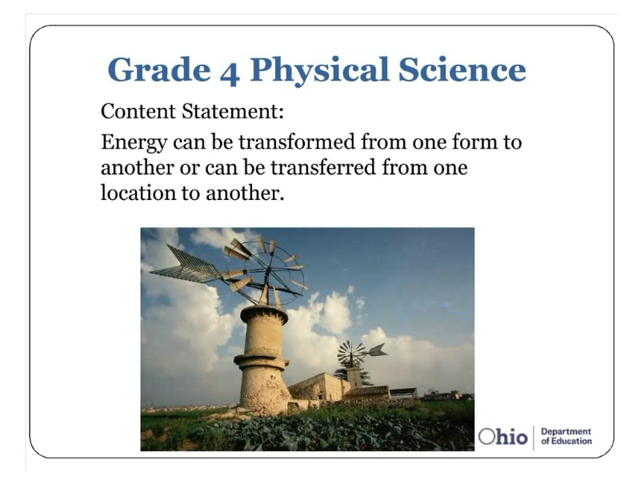 Grade 4 Physical Science
Content Statement:
Energy can be transformed from one form to
another or can be transferred from one
location to another.
Ohio
Department
of Education